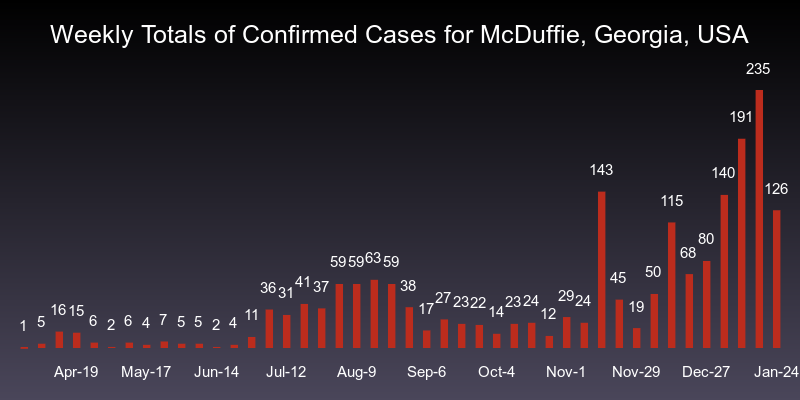 Weekly Totals of Confirmed Cases for McDuffie, Georgia, USA
1 5 16 15 6 2 6 4 7 5 5 2 4 11 36 31 41 37 59 59 63 59 38 17 27 23 22 14 23 24 12 29 24 143 45 19 50 115 68 80 140 191 235 126
Apr-19 May-17 Jun-14 Jul-12 Aug-9 Sep-6 Oct-4 Nov-1 Nov-29 Dec-27 Jan-24